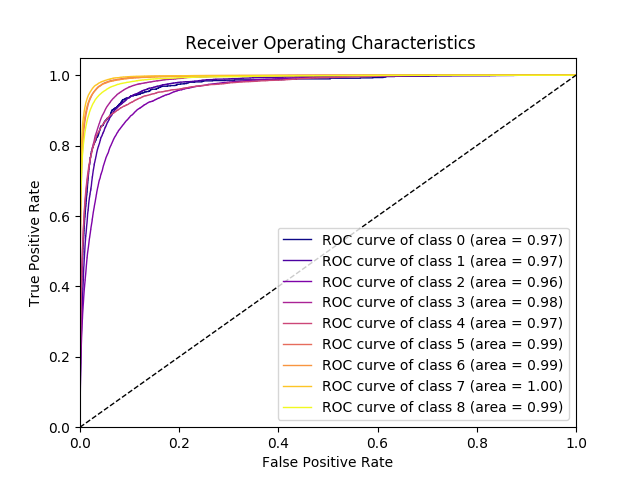 Receiver Operating Characteristics
1.0
0.8
0.6
0.4
0.2
0.0
True Positive Rate
ROC curve of class 0 (area = 0.97)
ROC curve of class 1 (area = 0.97)
ROC curve of class 2 (area = 0.96)
ROC curve of class 3 (area = 0.98)
ROC curve of class 4 (area = 0.97)
ROC curve of class 5 (area = 0.99)
ROC curve of class 6 (area = 0.99)
ROC curve of class 7 (area = 1.00)
ROC curve of class 8 (area = 0.99)
0.0 0.2 0.4 0.6 0.8 1.0
False Positive Rate